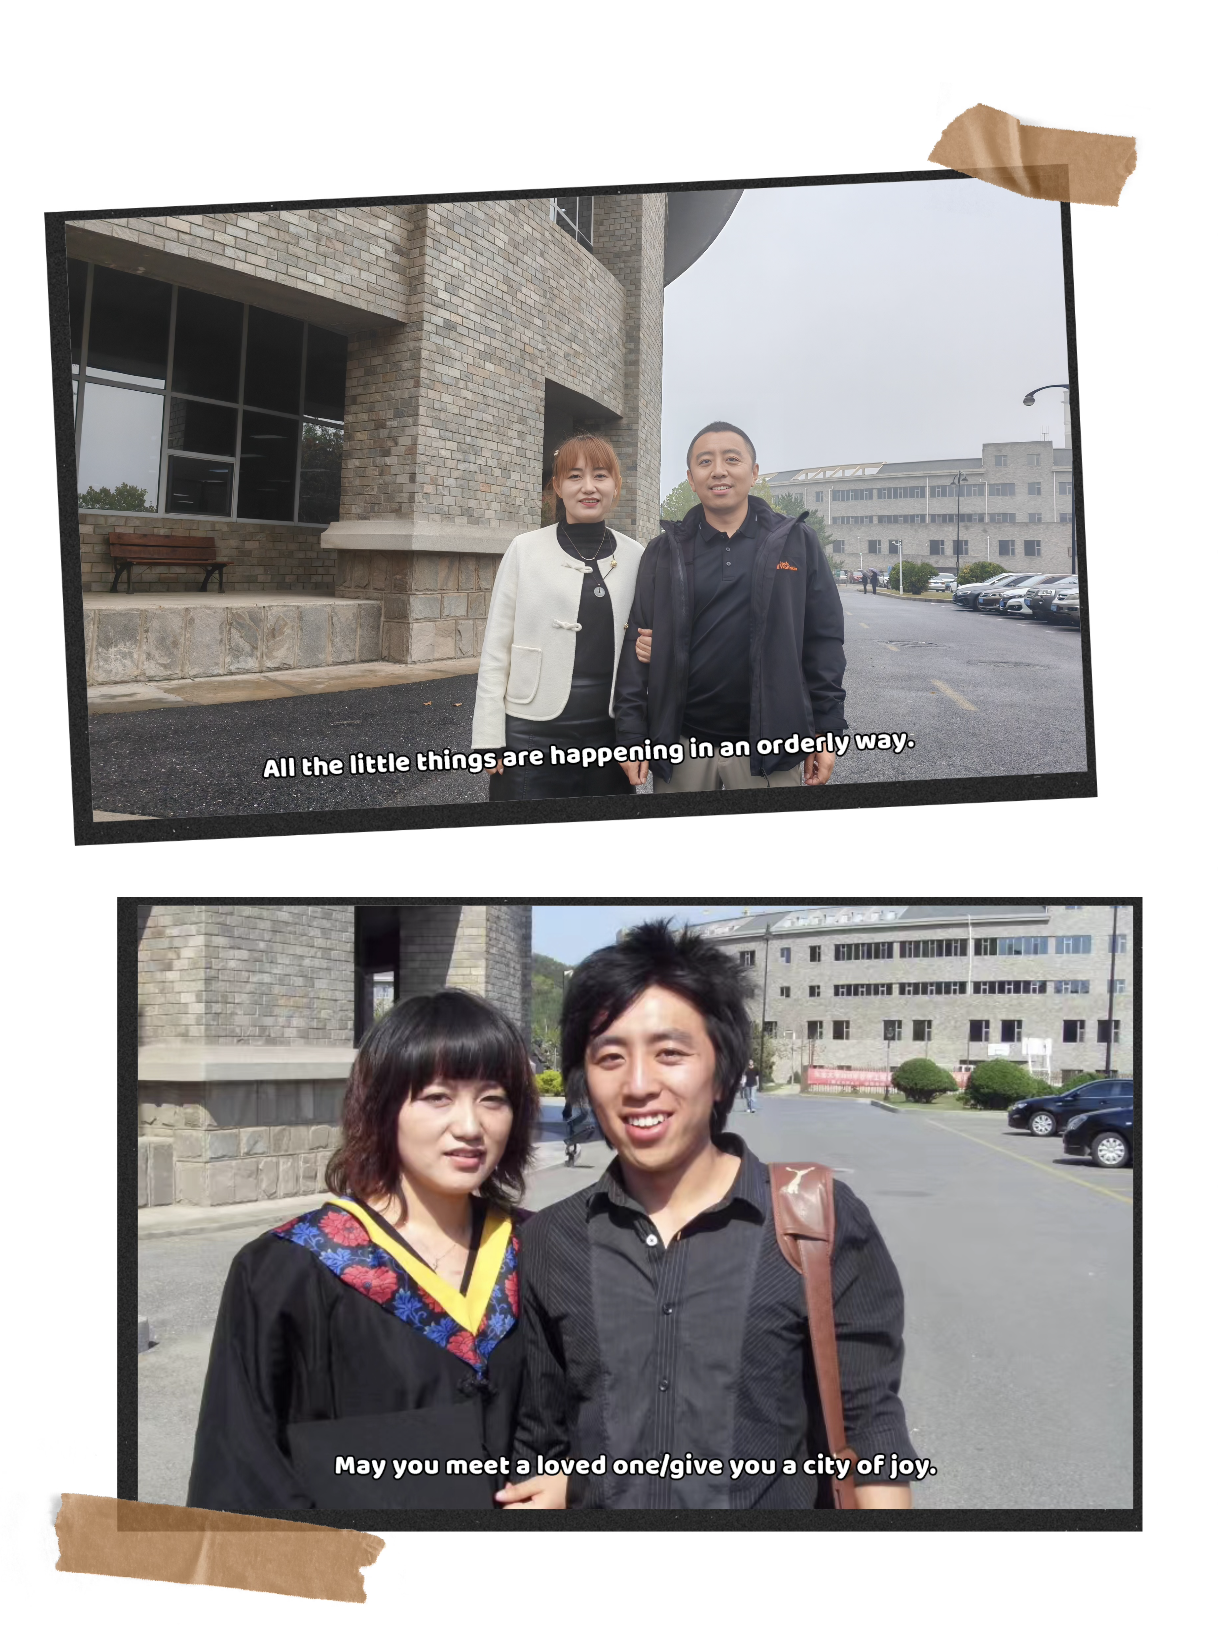 All the little things are happening in an orderly way.
May you meet a loved one/give you a city of joy.